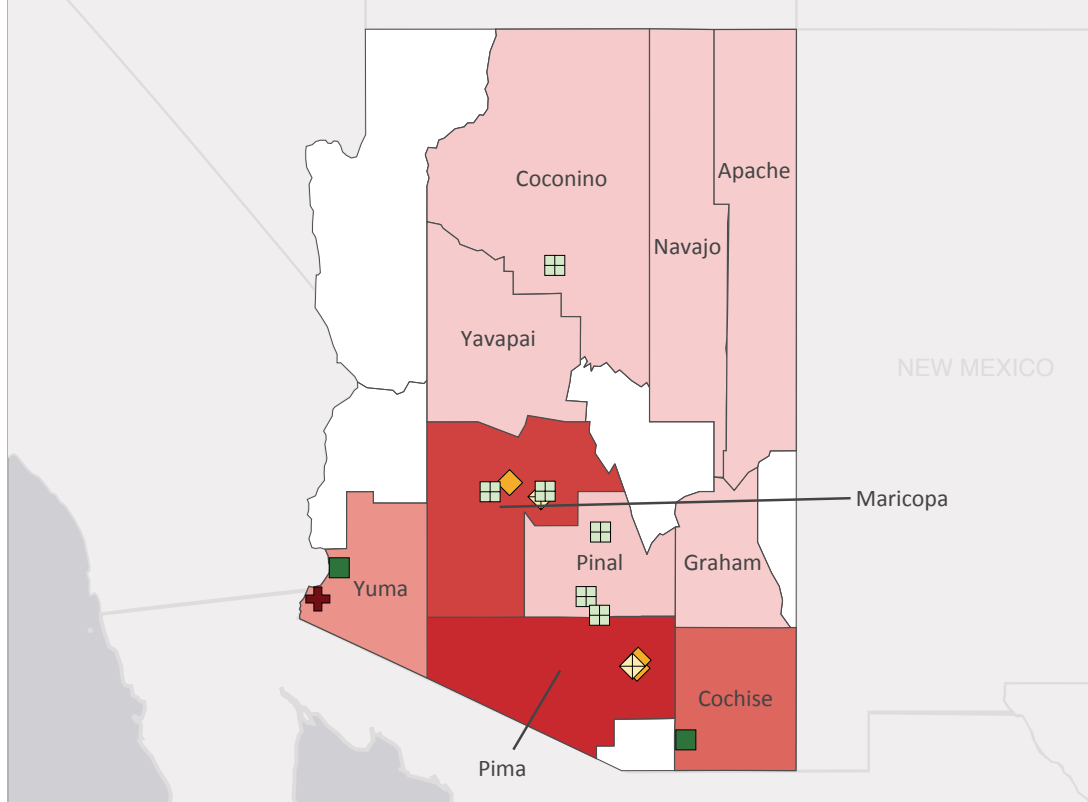 Coconino
Apache
Navajo
Yavapai
NEW MEXICO
Maricopa
Pinal
Graham
Yuma
Cochise
Pima